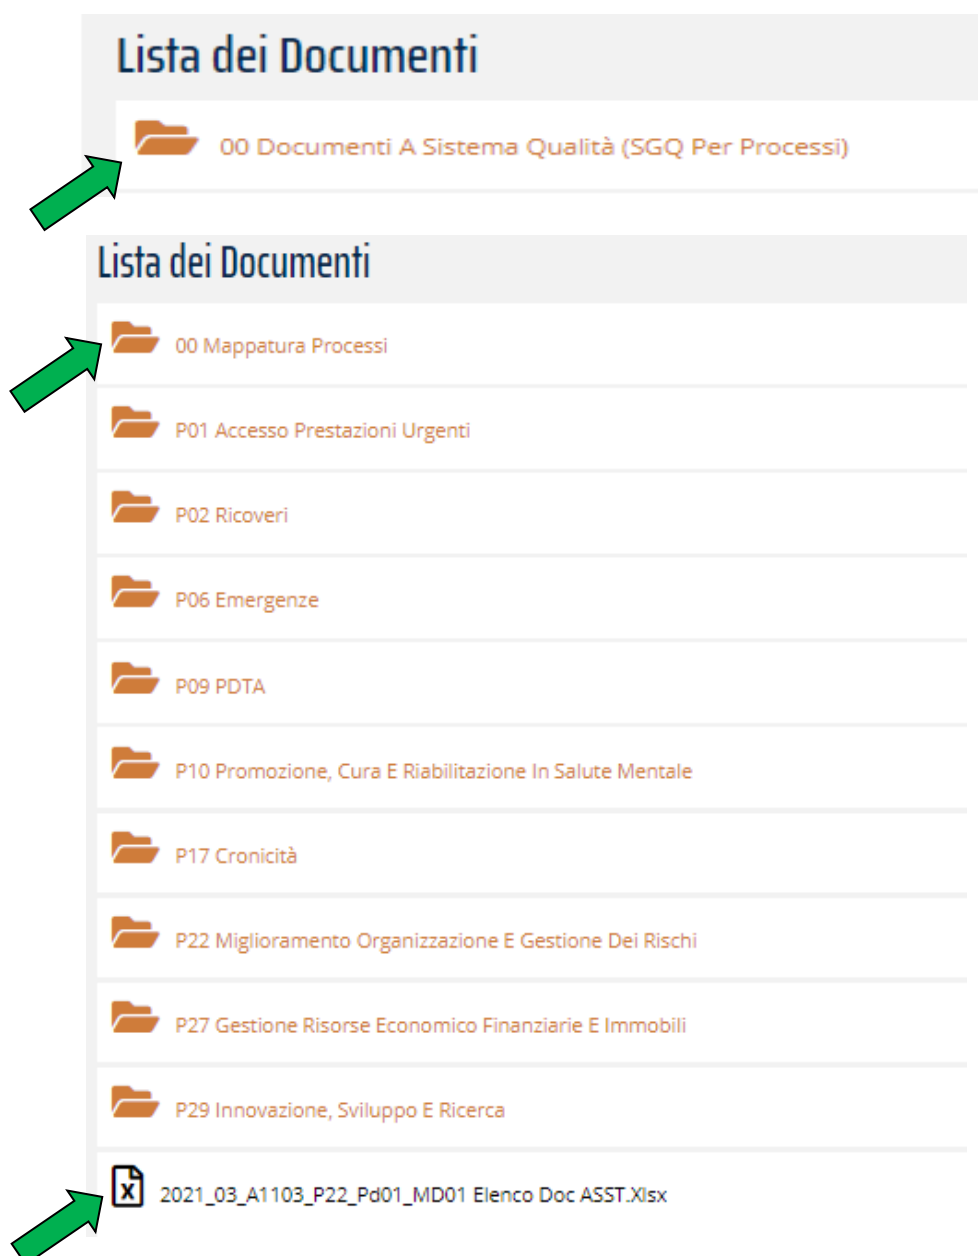 Lista dei Documenti
00 Documenti A Sistema Qualità (SGQ Per Processi)
Lista dei Documenti
00 Mappatura Processi
P01 Accesso Prestazioni Urgenti
P02 Ricoveri
P06 Emergenze
P09 PDTA
P10 Promozione, Cura E Riabilitazione In Salute Mentale
P17 Cronicità
P22 Miglioramento Organizzazione E Gestione Dei Rischi
P27 Gestione Risorse Economico Finanziarie E Immobili
P29 Innovazione, Sviluppo E Ricerca
2021_03_A1103_P22_Pd01_MD01 Elenco Doc ASST.Xlsx